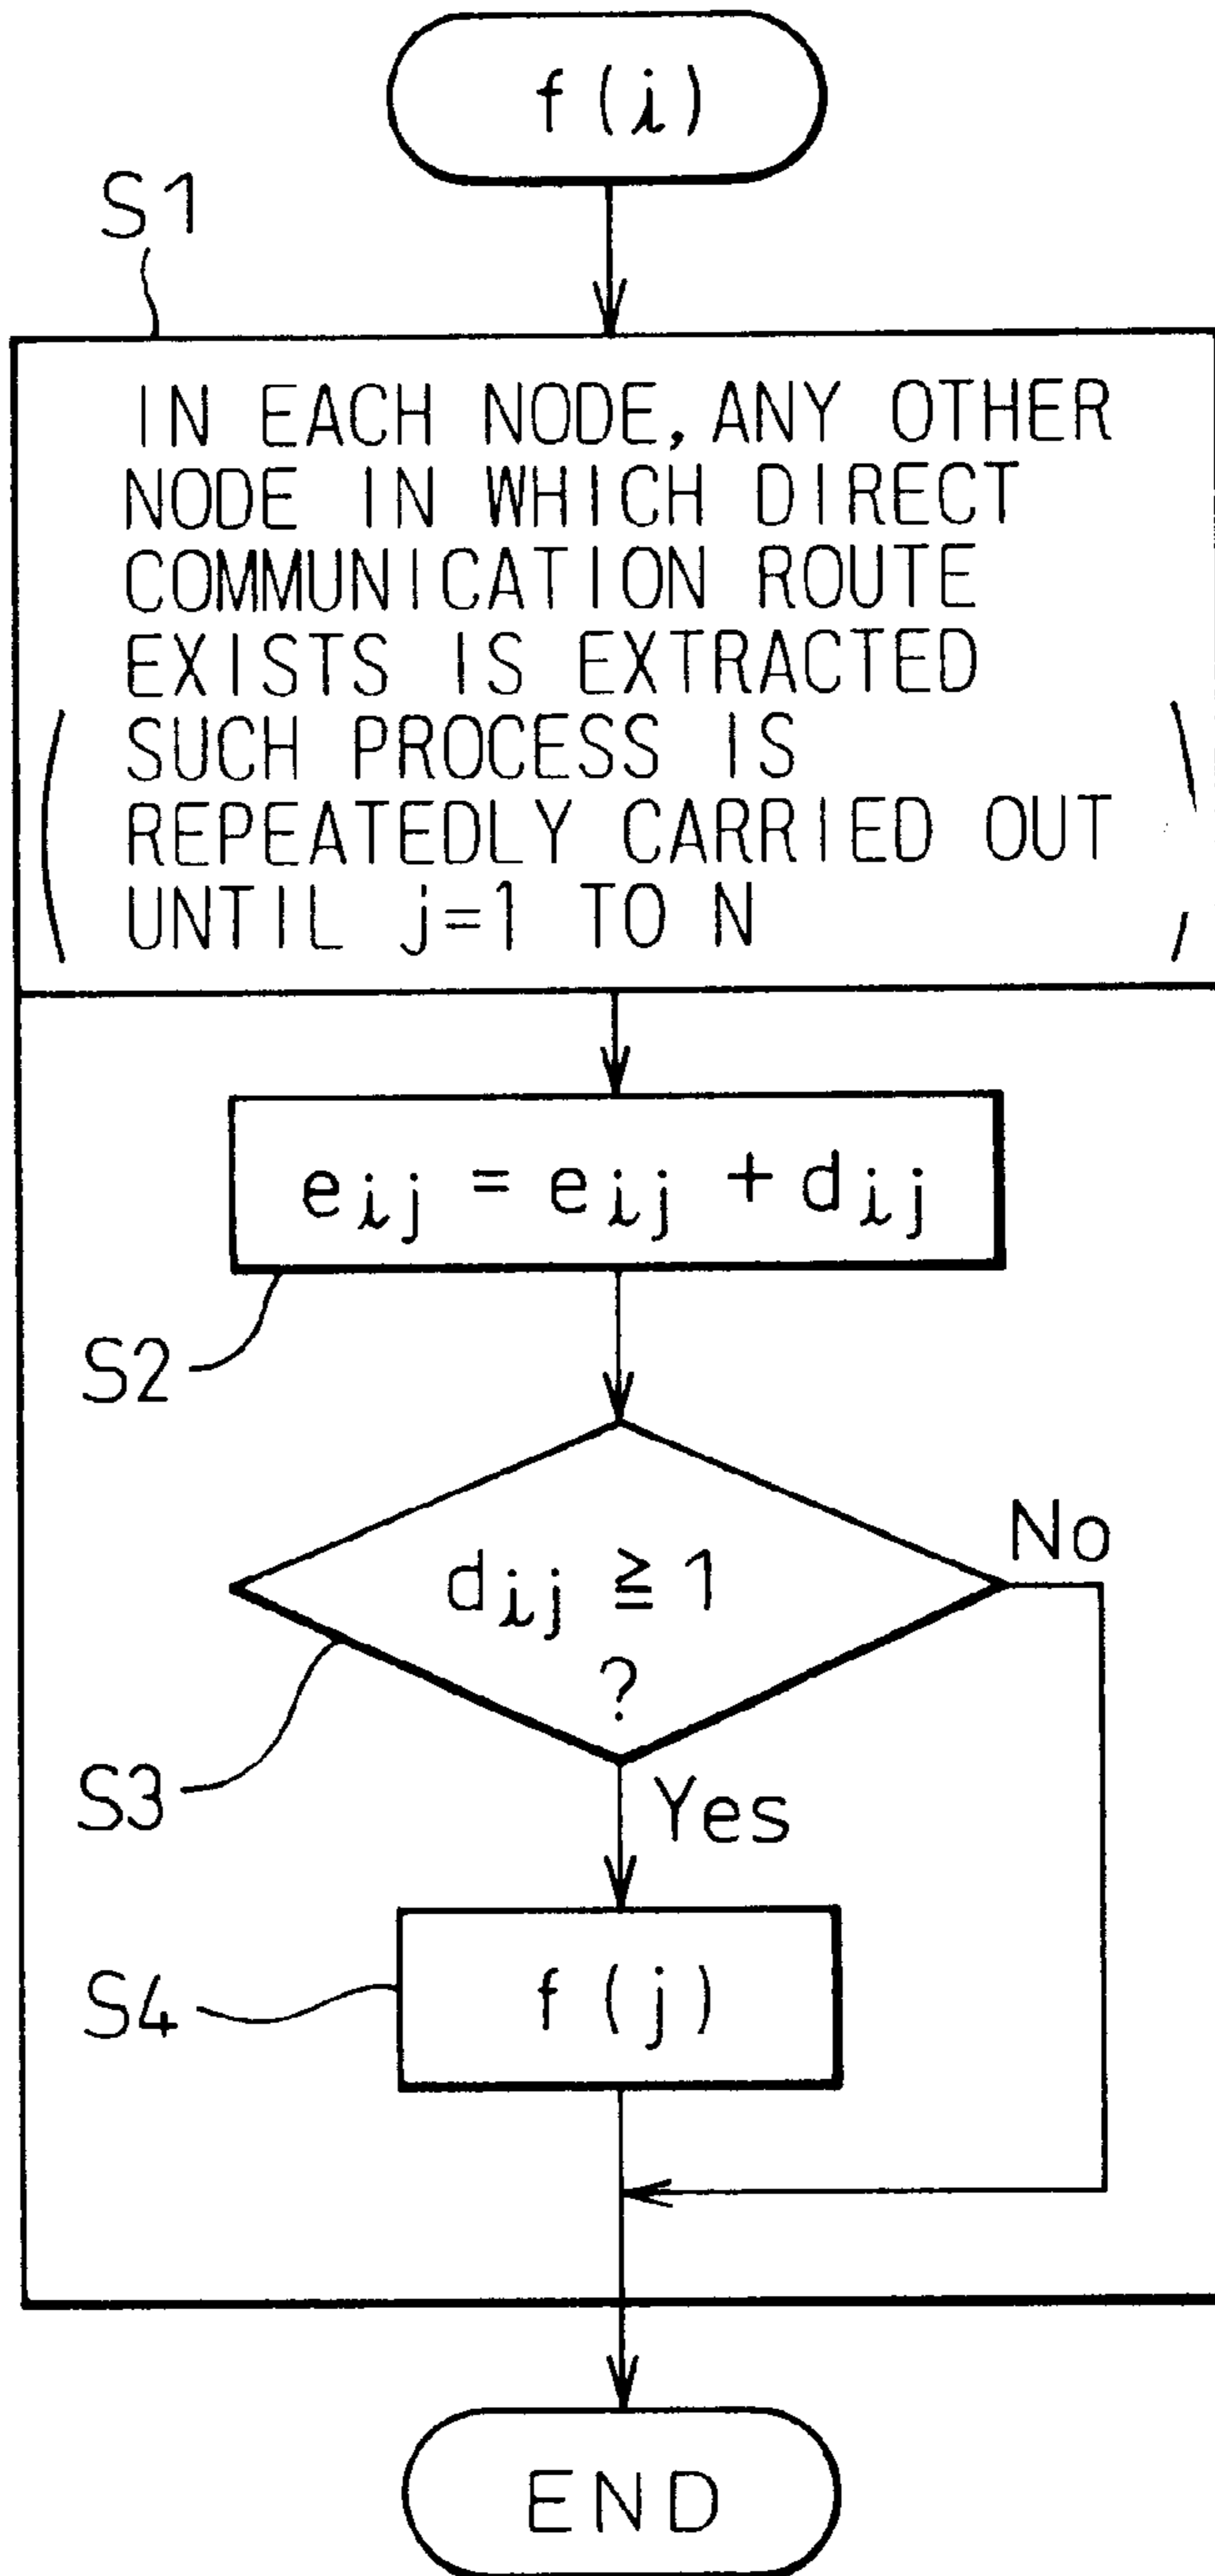 f(i)
S1
IN EACH NODE, ANY OTHER
NODE IN WHICH DIRECT
COMMUNICATION ROUTE
EXISTS IS EXTRACTED
(SUCH PROCESS IS
REPEATEDLY CARRIED OUT
UNTIL j=1 TO N)
eij = eij + dij
S2
No
dij ≧ 1
?
S3
Yes
f(j)
S4
END